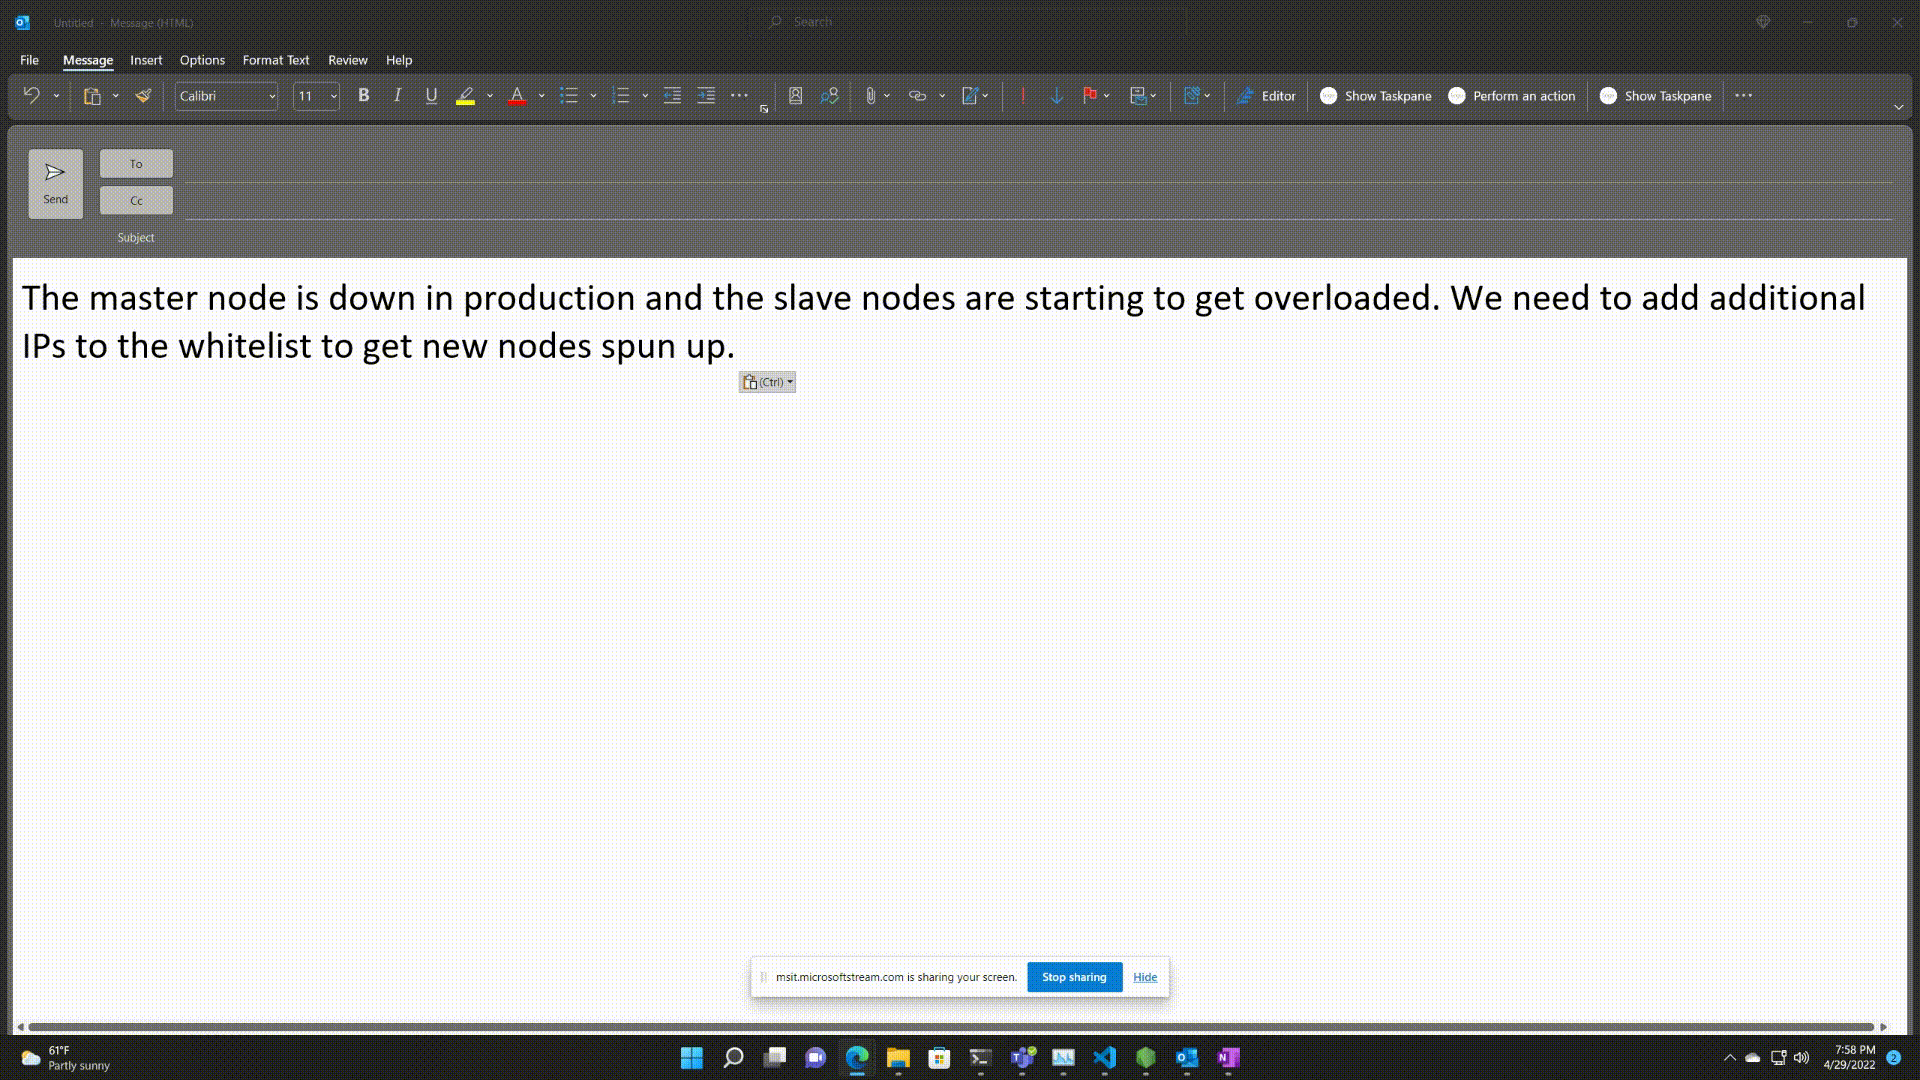 Untitled - Message (HTML)
Search
File Message Insert Options Format Text Review Help
Calibri 11 B I U A Editor Show Taskpane Perform an action Show Taskpane
Send
To
Cc
Subject
The master node is down in production and the slave nodes are starting to get overloaded. We need to add additional
IPs to the whitelist to get new nodes spun up.
(Ctrl)
msit.microsoftstream.com is sharing your screen. Stop sharing Hide
61°F
Partly sunny
7:58 PM
4/29/2022
2